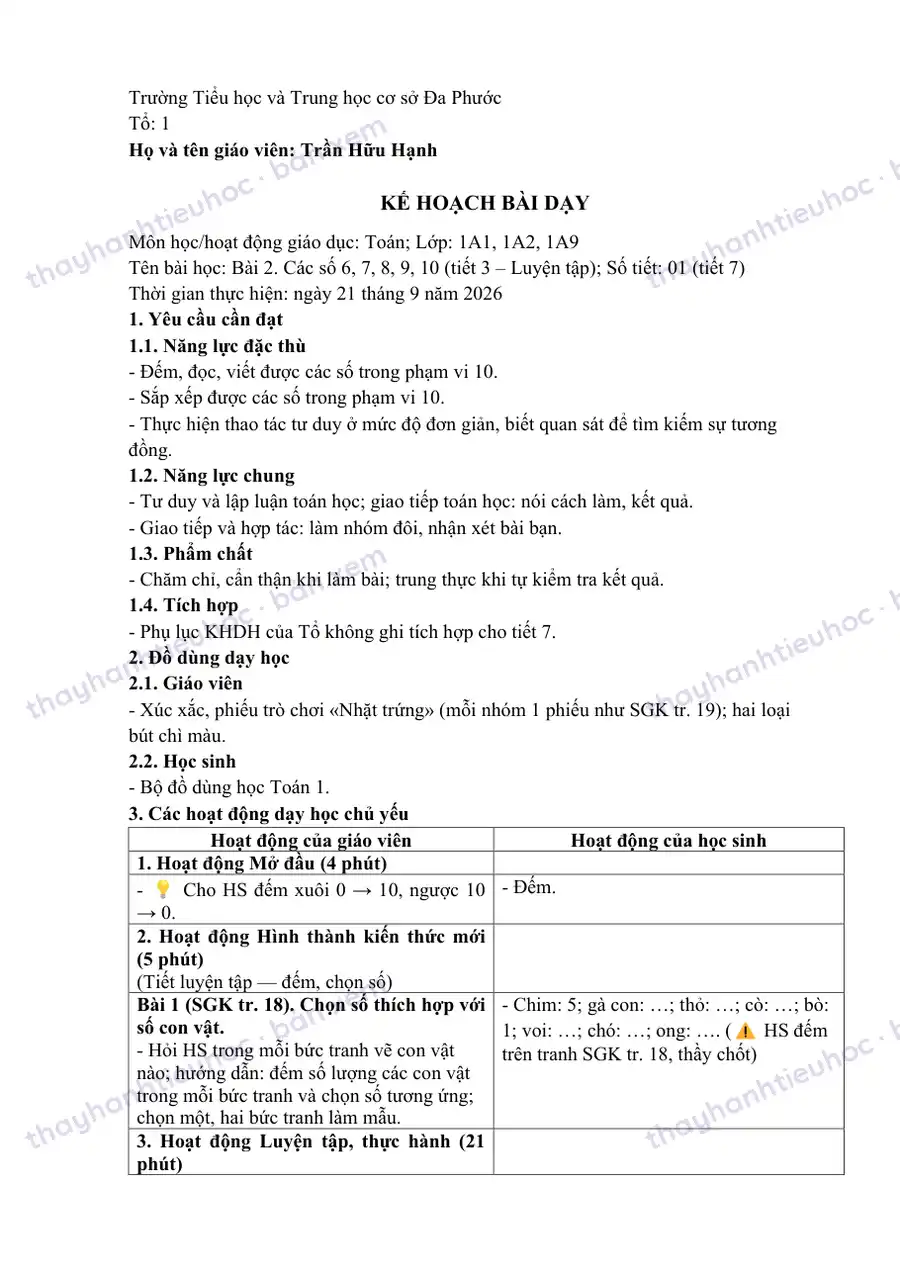 Trường Tiểu học và Trung học cơ sở Đa Phước
Tổ: 1
Họ và tên giáo viên: Trần Hữu Hạnh
KẾ HOẠCH BÀI DẠY
Môn học/hoạt động giáo dục: Toán; Lớp: 1A1, 1A2, 1A9
Tên bài học: Bài 2. Các số 6, 7, 8, 9, 10 (tiết 3 – Luyện tập); Số tiết: 01 (tiết 7)
Thời gian thực hiện: ngày 21 tháng 9 năm 2026
1. Yêu cầu cần đạt
1.1. Năng lực đặc thù
- Đếm, đọc, viết được các số trong phạm vi 10.
- Sắp xếp được các số trong phạm vi 10.
- Thực hiện thao tác tư duy ở mức độ đơn giản, biết quan sát để tìm kiếm sự tương
đồng.
1.2. Năng lực chung
- Tư duy và lập luận toán học; giao tiếp toán học: nói cách làm, kết quả.
- Giao tiếp và hợp tác: làm nhóm đôi, nhận xét bài bạn.
1.3. Phẩm chất
- Chăm chỉ, cẩn thận khi làm bài; trung thực khi tự kiểm tra kết quả.
1.4. Tích hợp
- Phụ lục KHDH của Tổ không ghi tích hợp cho tiết 7.
2. Đồ dùng dạy học
2.1. Giáo viên
- Xúc xắc, phiếu trò chơi «Nhặt trứng» (mỗi nhóm 1 phiếu như SGK tr. 19); hai loại
bút chì màu.
2.2. Học sinh
- Bộ đồ dùng học Toán 1.
3. Các hoạt động dạy học chủ yếu
Hoạt động của giáo viên
Hoạt động của học sinh
1. Hoạt động Mở đầu (4 phút)
- 💡 Cho HS đếm xuôi 0 → 10, ngược 10
→ 0.
- Đếm.
2. Hoạt động Hình thành kiến thức mới
(5 phút)
(Tiết luyện tập — đếm, chọn số)
Bài 1 (SGK tr. 18). Chọn số thích hợp với
số con vật.
- Hỏi HS trong mỗi bức tranh vẽ con vật
nào; hướng dẫn: đếm số lượng các con vật
trong mỗi bức tranh và chọn số tương ứng;
chọn một, hai bức tranh làm mẫu.
- Chim: 5; gà con: …; thỏ: …; cò: …; bò:
1; voi: …; chó: …; ong: …. ( ⚠️ HS đếm
trên tranh SGK tr. 18, thầy chốt)
3. Hoạt động Luyện tập, thực hành (21
phút)
thayhanhtieuhoc · bản xem
thayhanhtieuhoc · b
thayhanhtieuhoc · bản xem
thayhanhtieuhoc · b
thayhanhtieuhoc · bản xem
thayhanhtieuhoc · b